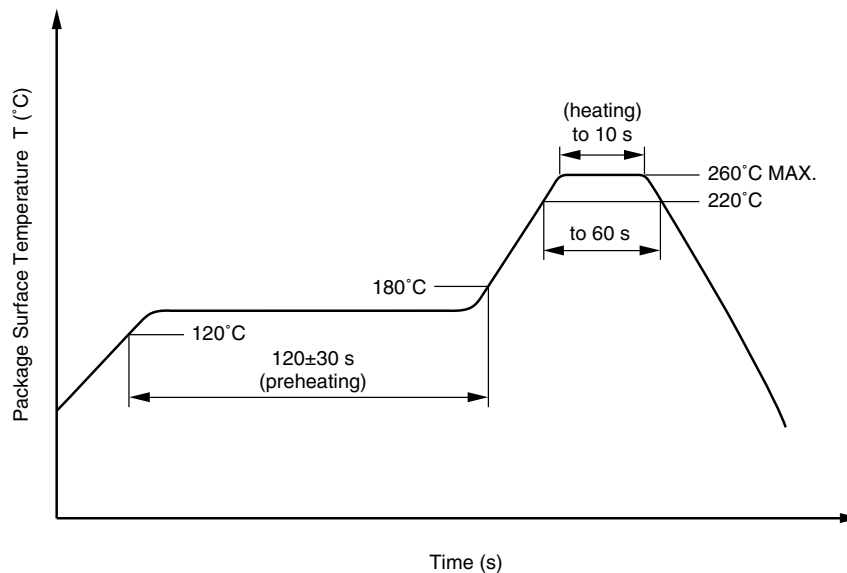 Package Surface Temperature T (˚C)
(heating)
to 10 s
260˚C MAX.
220˚C
to 60 s
180˚C
120˚C
120±30 s
(preheating)
Time (s)